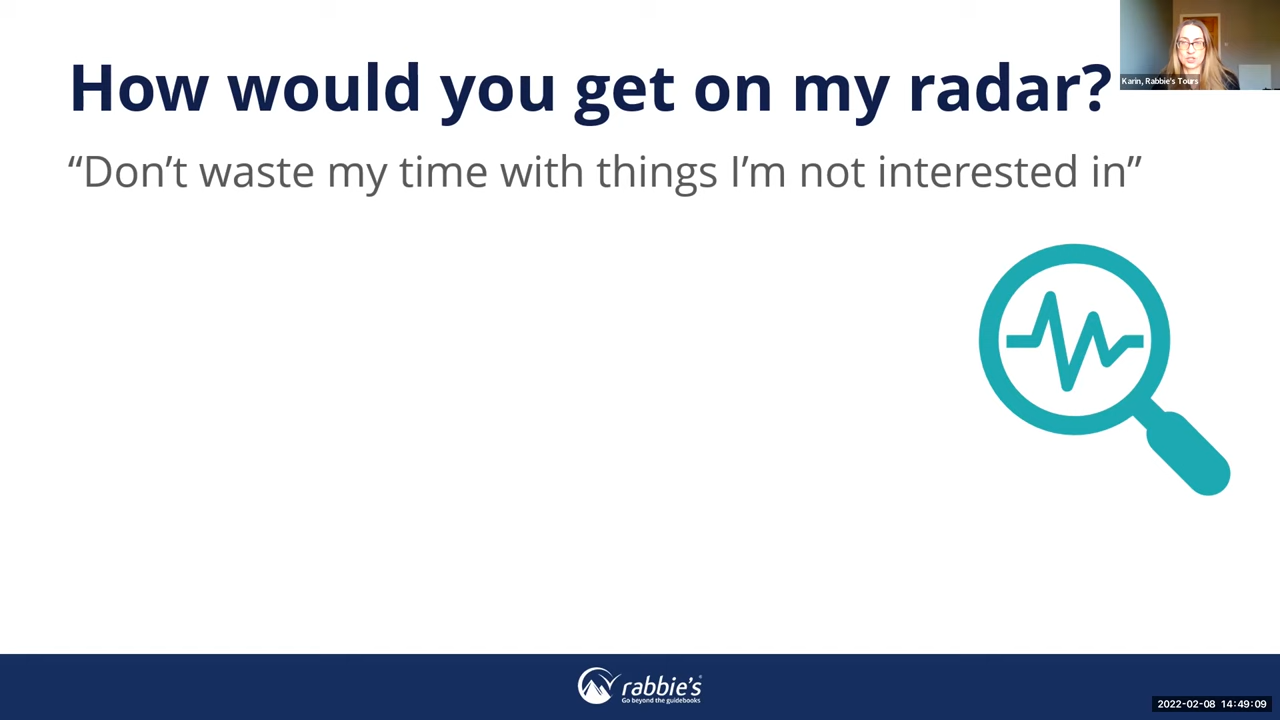 How would you get on my radar?
Karin, Rabbie's Tours
“Don’t waste my time with things I’m not interested in”
rabbie's
Go beyond the guidebooks
2022-02-08 14:49:09